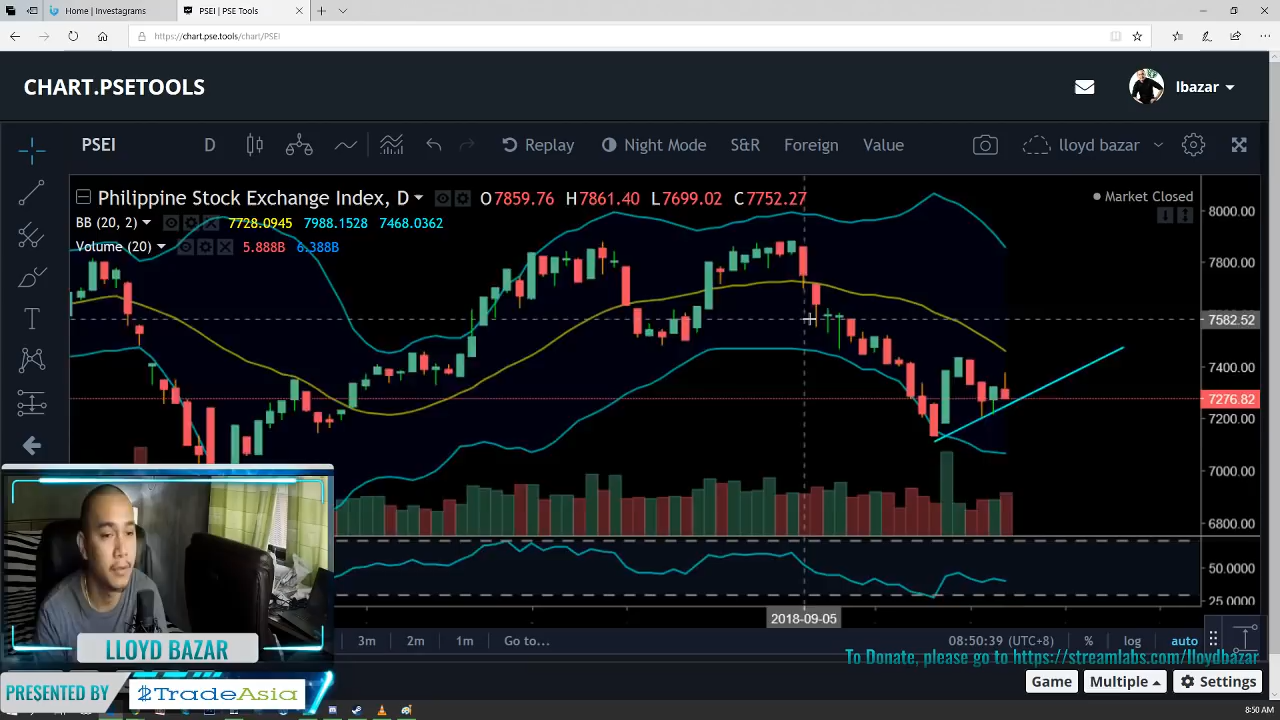 Home | Investagrams
PSEI | PSE Tools
https://chart.pse.tools/chart/PSEI
CHART.PSETOOLS
lbazar
PSEI D Replay Night Mode S&R Foreign Value lloyd bazar
Philippine Stock Exchange Index, D O7859.76 H7861.40 L7699.02 C7752.27
Market Closed
BB (20, 2) 7728.0945 7988.1528 7468.0362
Volume (20) 5.888B 6.388B
8000.00
7800.00
7582.52
7400.00
7276.82
7200.00
7000.00
6800.00
50.0000
25.0000
2018-09-05
3m 2m 1m Go to... 08:50:39 (UTC+8) % log auto
LLOYD BAZAR
To Donate, please go to https://streamlabs.com/lloydbazar
PRESENTED BY
$TradeAsia
Game Multiple Settings
8:50 AM